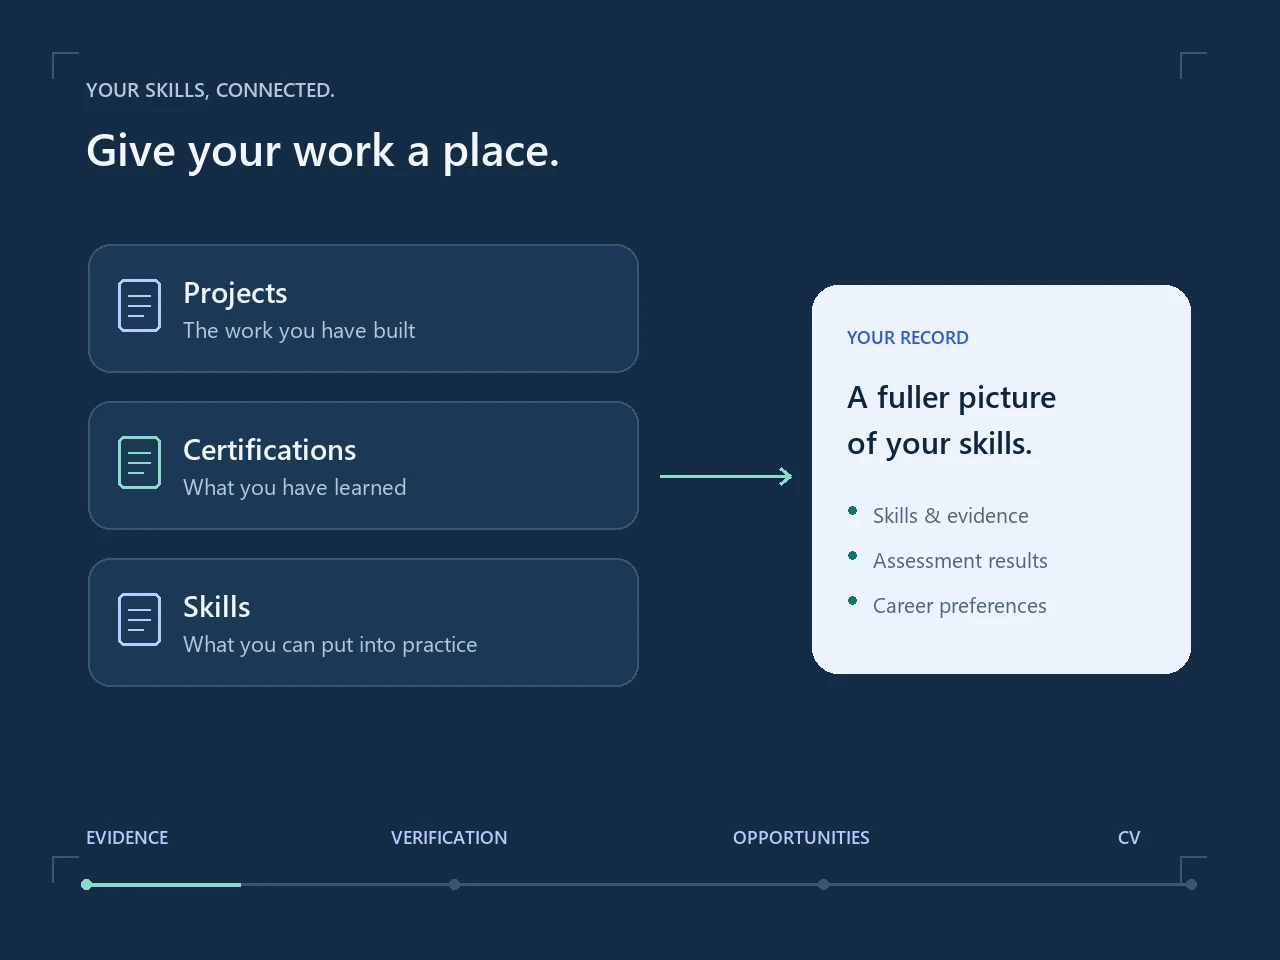 YOUR SKILLS, CONNECTED.
Give your work a place.
Projects
The work you have built
Certifications
What you have learned
Skills
What you can put into practice
YOUR RECORD
A fuller picture
of your skills.
Skills & evidence
Assessment results
Career preferences
EVIDENCE
VERIFICATION
OPPORTUNITIES
CV